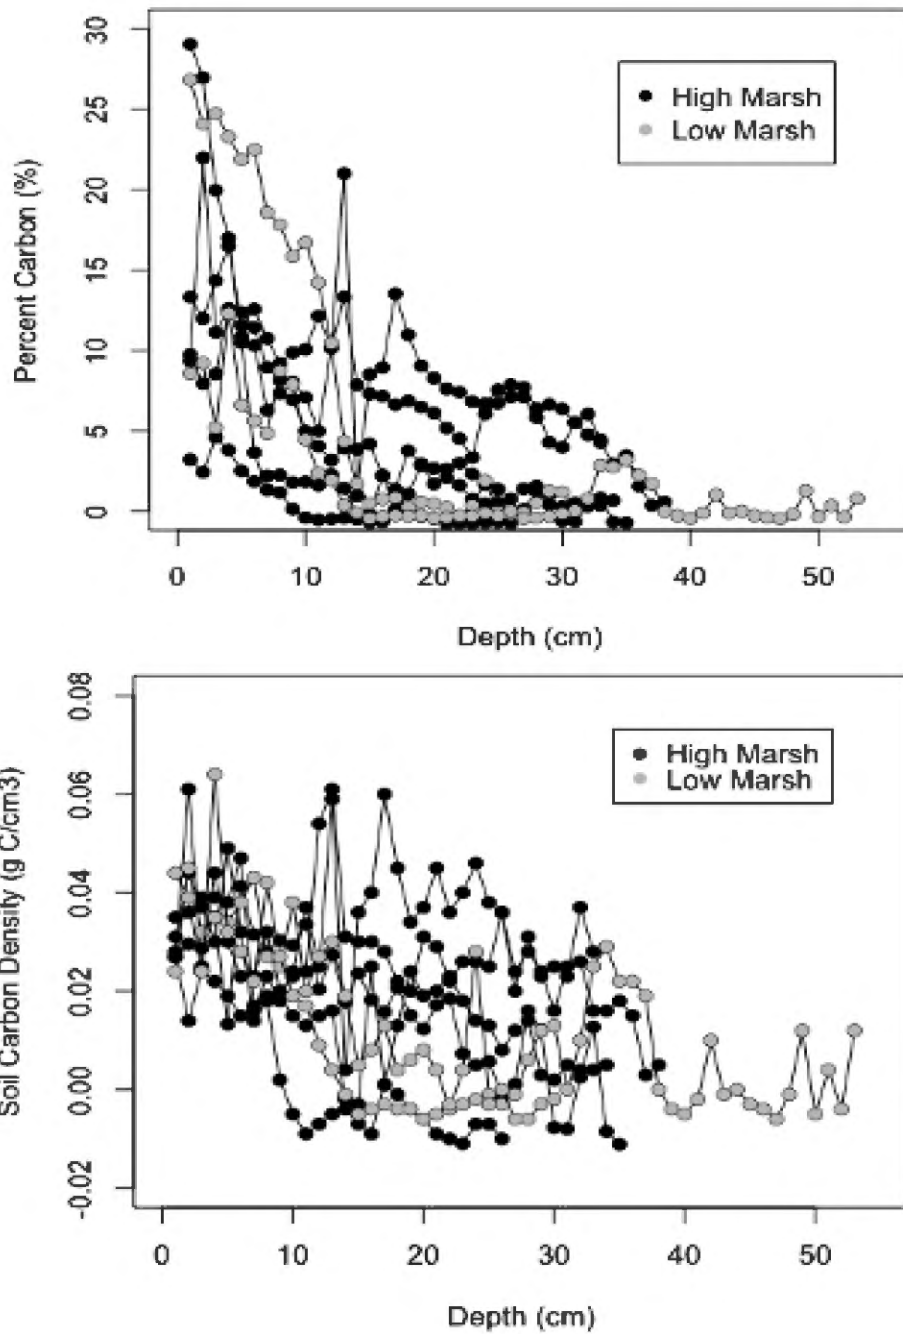 30
25
20
15
10
5
0
Percent Carbon (%)
High Marsh
Low Marsh
0 10 20 30 40 50
Depth (cm)
0.08
0.06
0.04
0.02
0.00
-0.02
Soil Carbon Density (g C/cm3)
High Marsh
Low Marsh
0 10 20 30 40 50
Depth (cm)